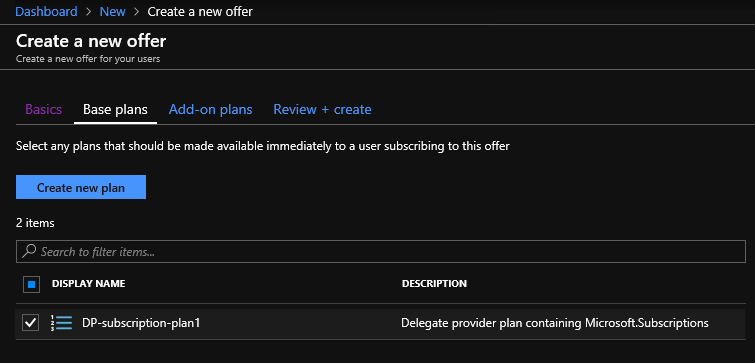 Dashboard > New > Create a new offer
Create a new offer
Create a new offer for your users
Basics Base plans Add-on plans Review + create
Select any plans that should be made available immediately to a user subscribing to this offer
Create new plan
2 items
Search to filter items...
DISPLAY NAME DESCRIPTION
1 2 3 DP-subscription-plan1 Delegate provider plan containing Microsoft.Subscriptions